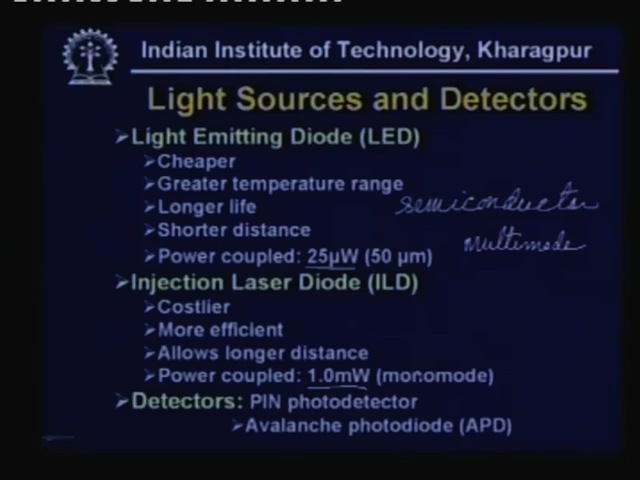 Indian Institute of Technology, Kharagpur
Light Sources and Detectors
➢Light Emitting Diode (LED)
➢Cheaper
➢Greater temperature range
➢Longer life
semiconductor
➢Shorter distance
multimode
➢Power coupled: 25µW (50 µm)
➢Injection Laser Diode (ILD)
➢Costlier
➢More efficient
➢Allows longer distance
➢Power coupled: 1.0mW (monomode)
➢Detectors: PIN photodetector
➢Avalanche photodiode (APD)